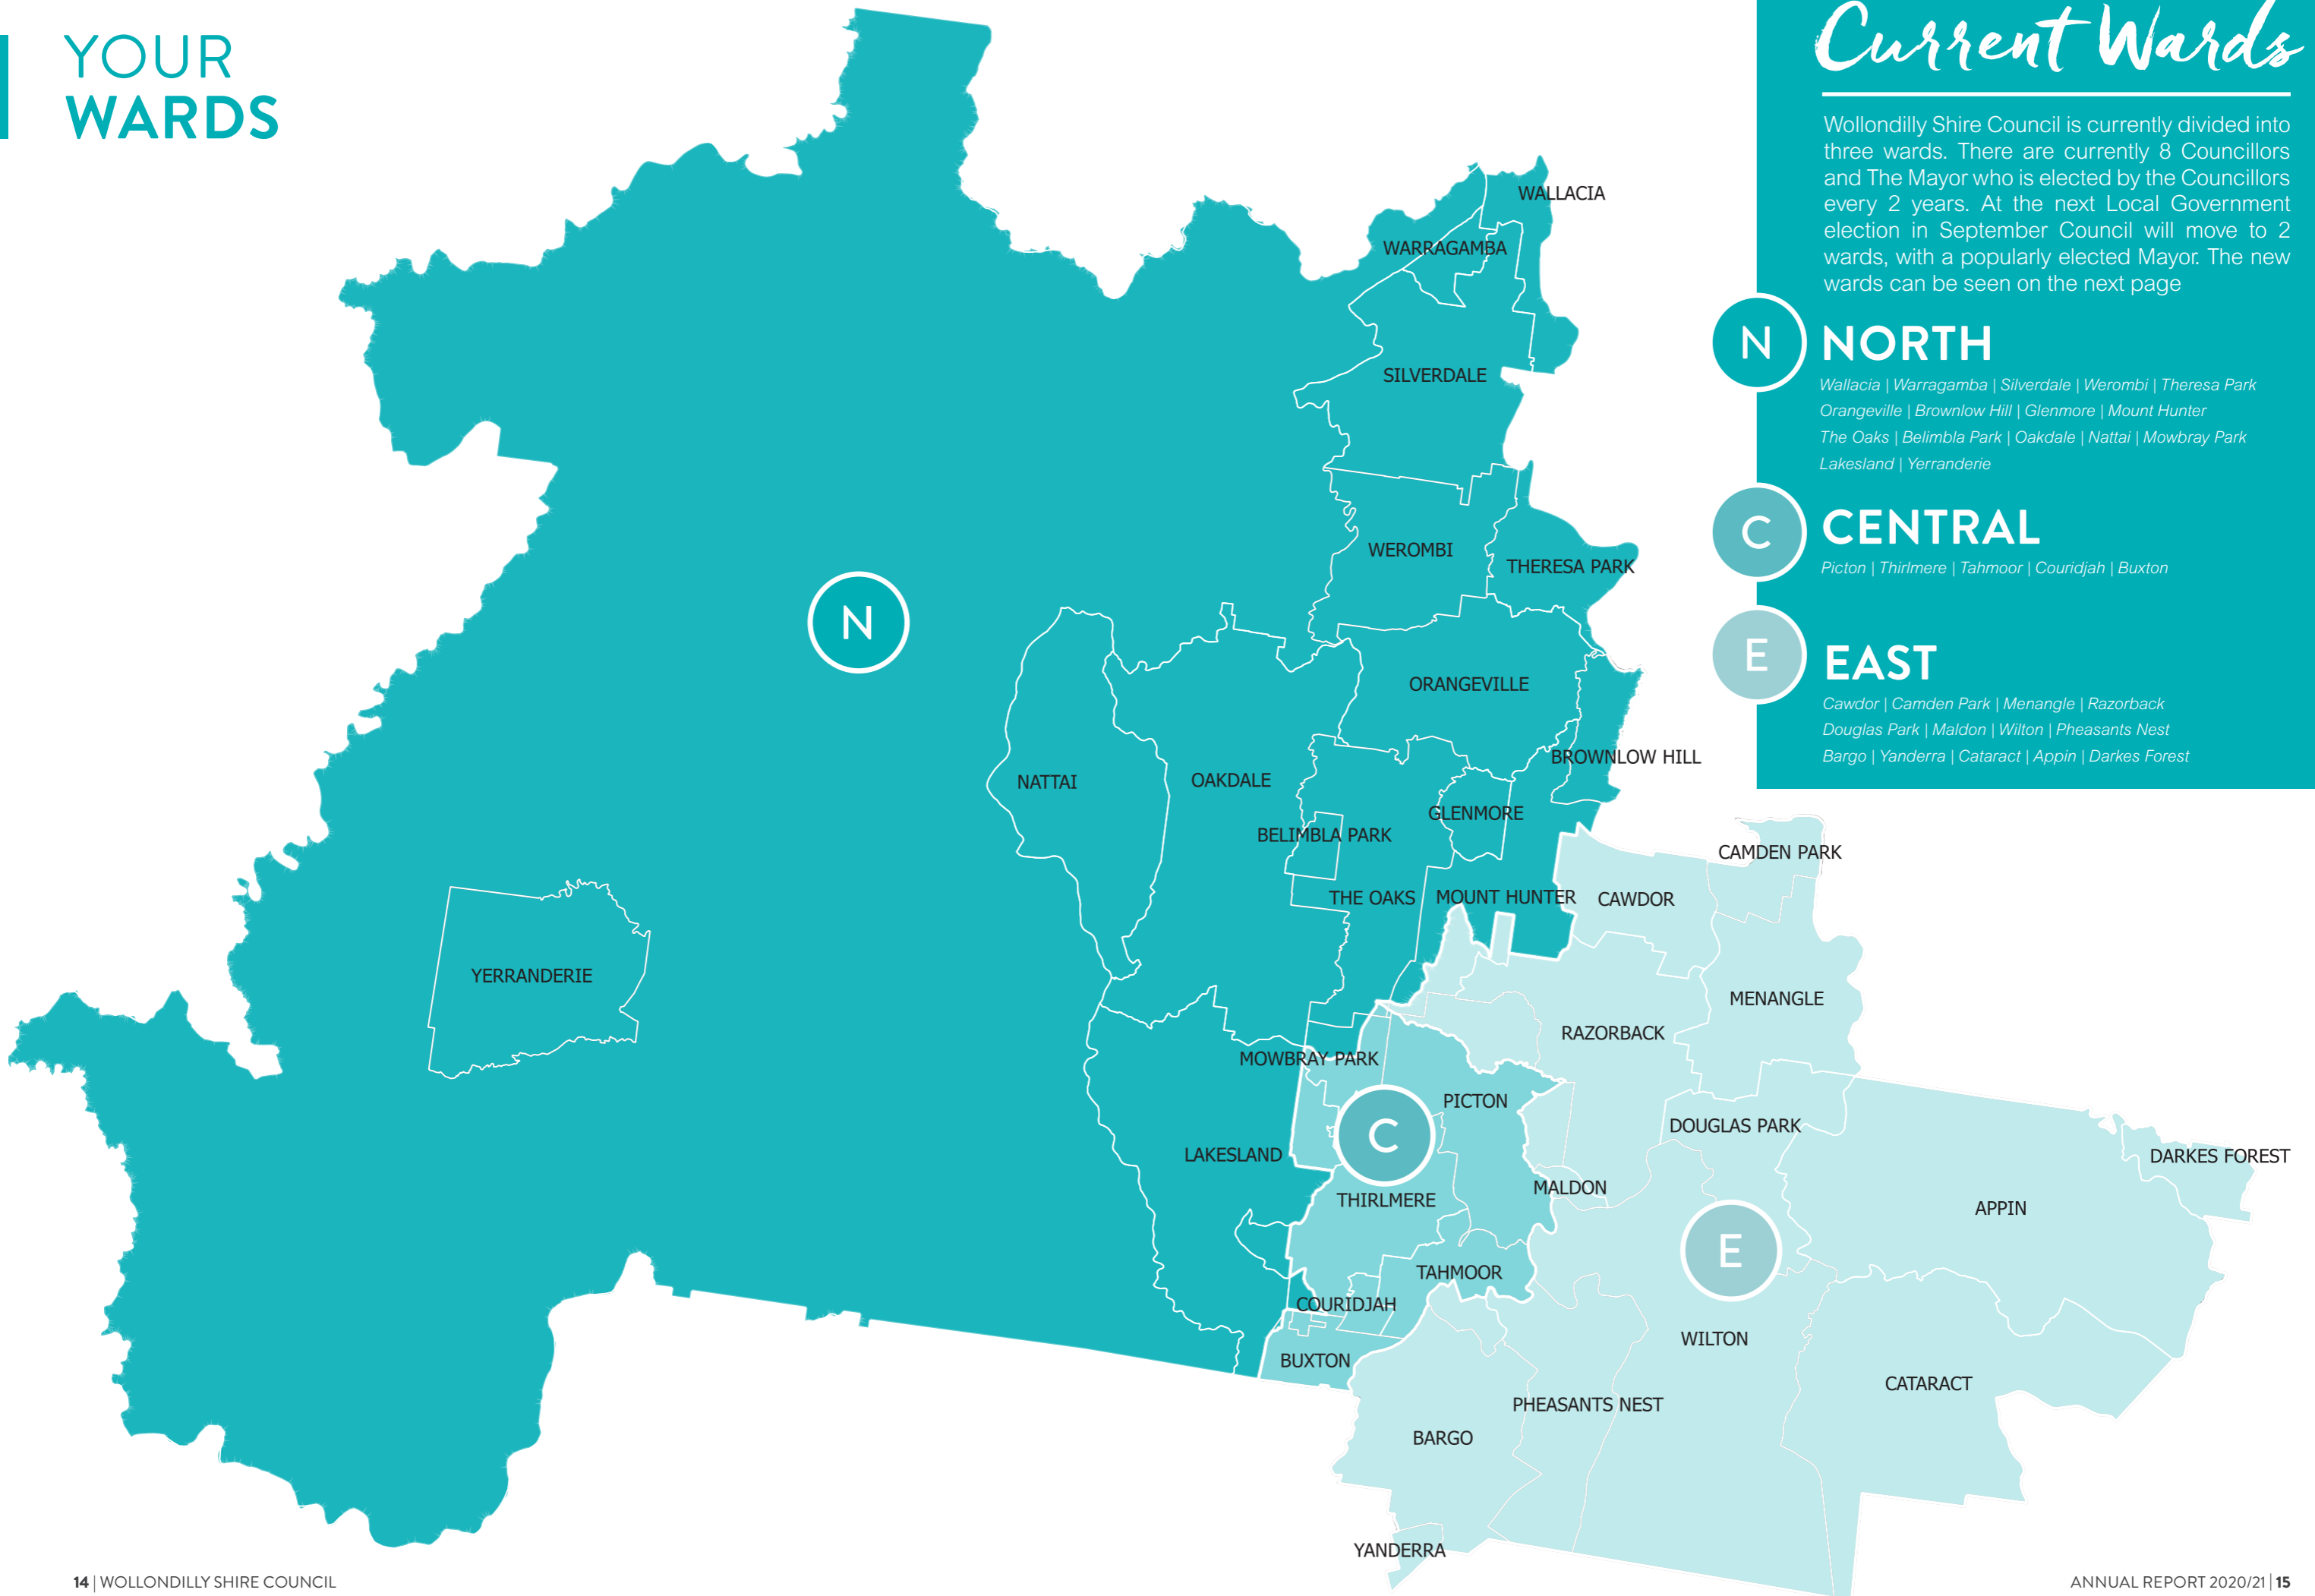 YOUR
WARDS
Current Wards
Wollondilly Shire Council is currently divided into
three wards. There are currently 8 Councillors
and The Mayor who is elected by the Councillors
every 2 years. At the next Local Government
election in September Council will move to 2
wards, with a popularly elected Mayor. The new
wards can be seen on the next page
N
NORTH
Wallacia | Warragamba | Silverdale | Werombi | Theresa Park
Orangeville | Brownlow Hill | Glenmore | Mount Hunter
The Oaks | Belimbla Park | Oakdale | Nattai | Mowbray Park
Lakesland | Yerranderie
C
CENTRAL
Picton | Thirlmere | Tahmoor | Couridjah | Buxton
E
EAST
Cawdor | Camden Park | Menangle | Razorback
Douglas Park | Maldon | Wilton | Pheasants Nest
Bargo | Yanderra | Cataract | Appin | Darkes Forest
WALLACIA
WARRAGAMBA
SILVERDALE
WEROMBI
THERESA PARK
N
ORANGEVILLE
BROWNLOW HILL
NATTAI
OAKDALE
GLENMORE
BELIMBLA PARK
CAMDEN PARK
THE OAKS
MOUNT HUNTER
CAWDOR
YERRANDERIE
MENANGLE
RAZORBACK
MOWBRAY PARK
PICTON
DOUGLAS PARK
C
LAKESLAND
DARKES FOREST
MALDON
THIRLMERE
APPIN
E
TAHMOOR
COURIDJAH
WILTON
BUXTON
CATARACT
PHEASANTS NEST
BARGO
YANDERRA
14 | WOLLONDILLY SHIRE COUNCIL
ANNUAL REPORT 2020/21 | 15